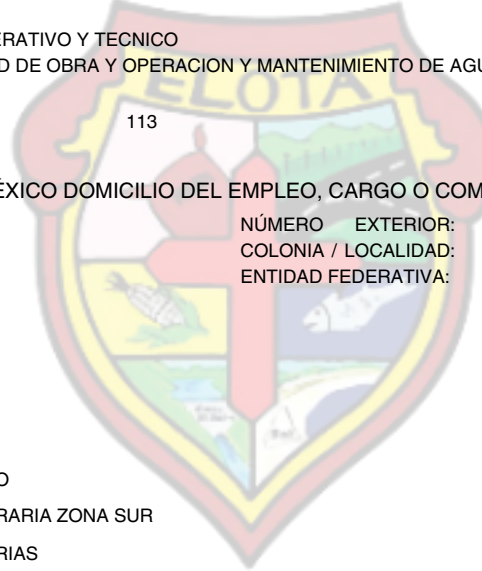 ERATIVO Y TECNICO
D DE OBRA Y OPERACION Y MANTENIMIENTO DE AGU
ELOTA
113
ÉXICO DOMICILIO DEL EMPLEO, CARGO O COM
NÚMERO EXTERIOR:
COLONIA / LOCALIDAD:
ENTIDAD FEDERATIVA:
O
RARIA ZONA SUR
RIAS